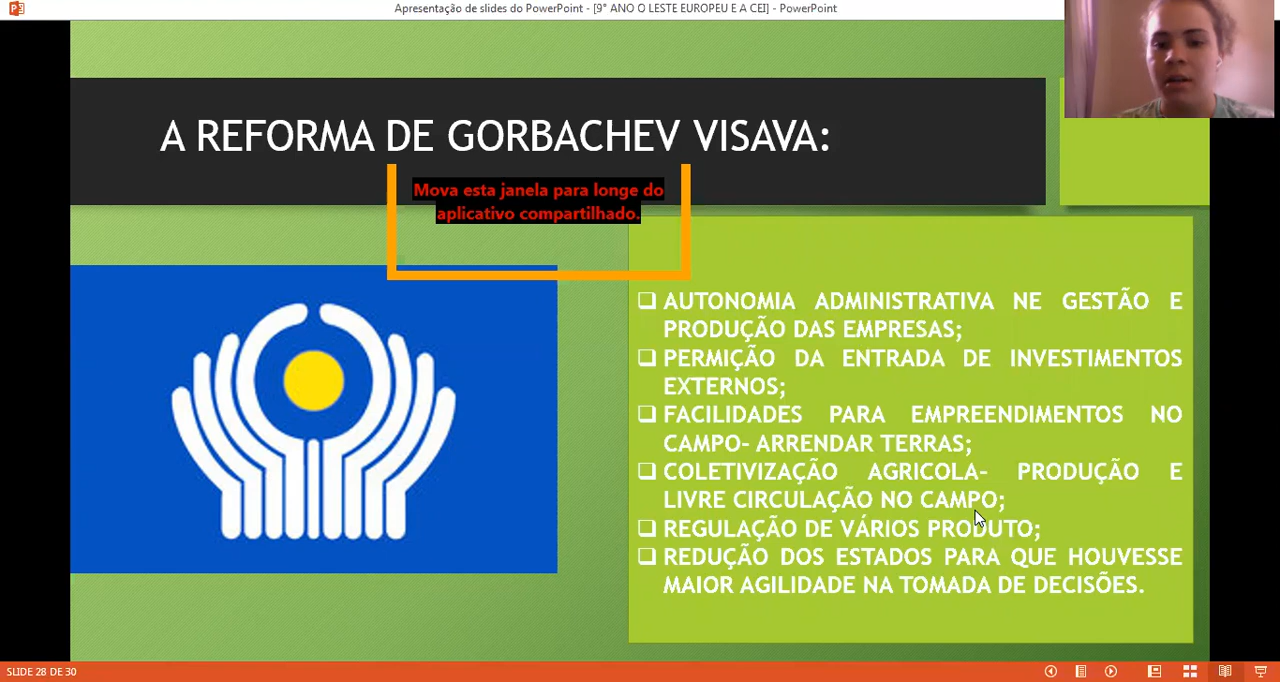 Apresentação de slides do PowerPoint - [9° ANO O LESTE EUROPEU E A CEI] - PowerPoint
A REFORMA DE GORBACHEV VISAVA:
Mova esta janela para longe do
aplicativo compartilhado.
❑ AUTONOMIA ADMINISTRATIVA NE GESTÃO E
PRODUÇÃO DAS EMPRESAS;
❑ PERMIÇÃO DA ENTRADA DE INVESTIMENTOS
EXTERNOS;
❑ FACILIDADES PARA EMPREENDIMENTOS NO
CAMPO- ARRENDAR TERRAS;
❑ COLETIVIZAÇÃO AGRICOLA- PRODUÇÃO E
LIVRE CIRCULAÇÃO NO CAMPO;
❑ REGULAÇÃO DE VÁRIOS PRODUTO;
❑ REDUÇÃO DOS ESTADOS PARA QUE HOUVESSE
MAIOR AGILIDADE NA TOMADA DE DECISÕES.
SLIDE 28 DE 30